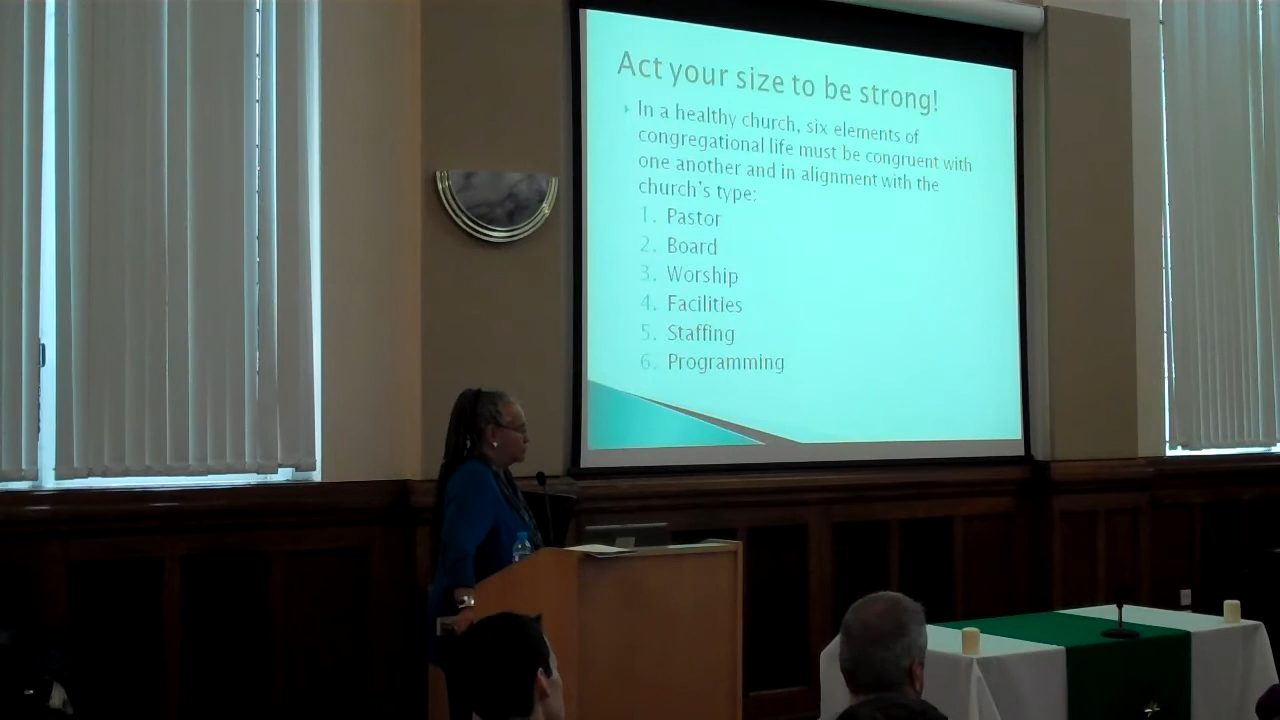 Act your size to be strong!
In a healthy church, six elements of
congregational life must be congruent with
one another and in alignment with the
church's type:
1. Pastor
2. Board
3. Worship
4. Facilities
5. Staffing
6. Programming